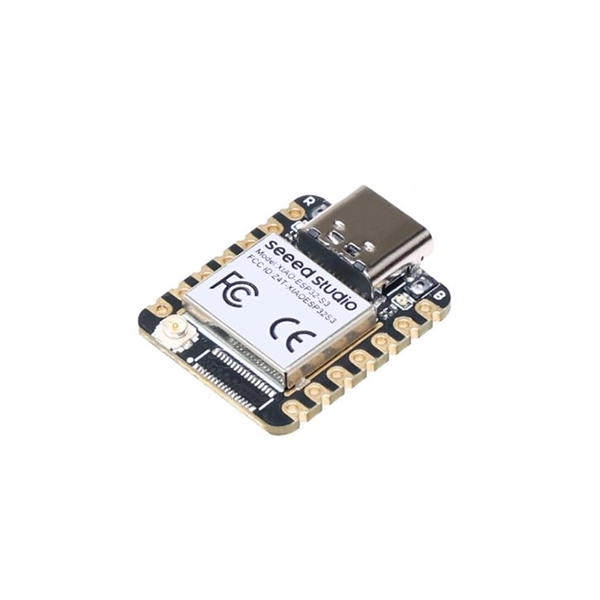 R
B
seeed studio
Model:XIAO-ESP32-S3
FCC ID:Z4T-XIAOESP32S3
FC CE